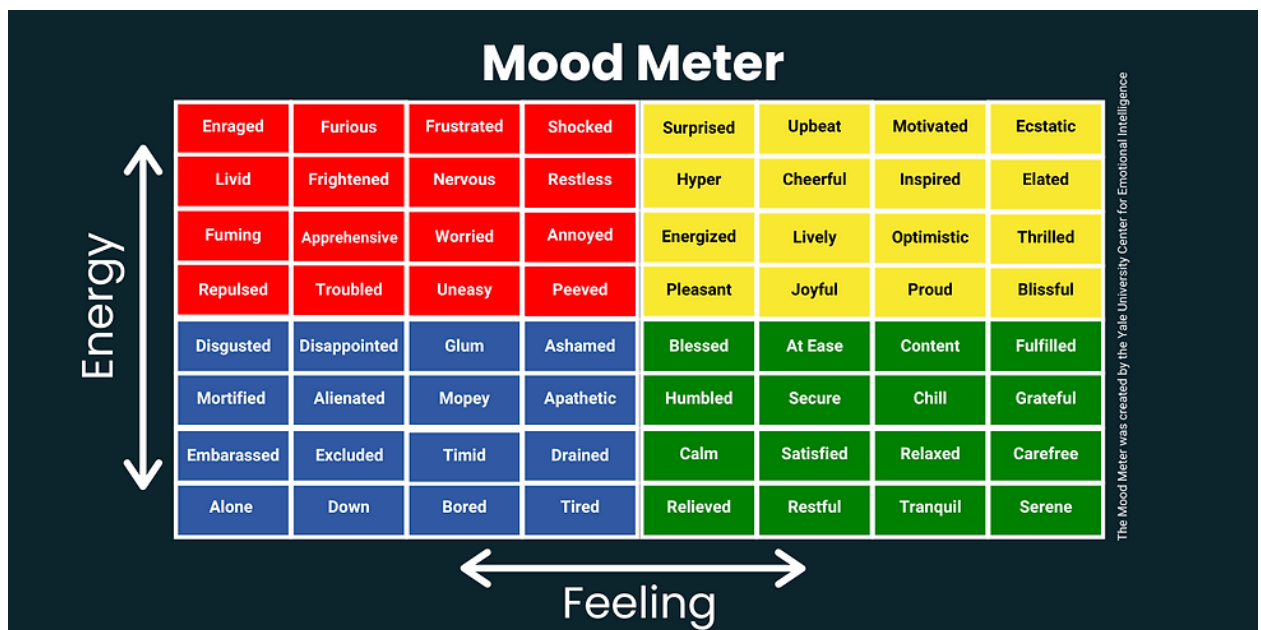 Mood Meter
Enraged Furious Frustrated Shocked Surprised Upbeat Motivated Ecstatic
Livid Frightened Nervous Restless Hyper Cheerful Inspired Elated
Fuming Apprehensive Worried Annoyed Energized Lively Optimistic Thrilled
Repulsed Troubled Uneasy Peeved Pleasant Joyful Proud Blissful
Disgusted Disappointed Glum Ashamed Blessed At Ease Content Fulfilled
Mortified Alienated Mopey Apathetic Humbled Secure Chill Grateful
Embarassed Excluded Timid Drained Calm Satisfied Relaxed Carefree
Alone Down Bored Tired Relieved Restful Tranquil Serene
Energy
Feeling
The Mood Meter was created by the Yale University Center for Emotional Intelligence